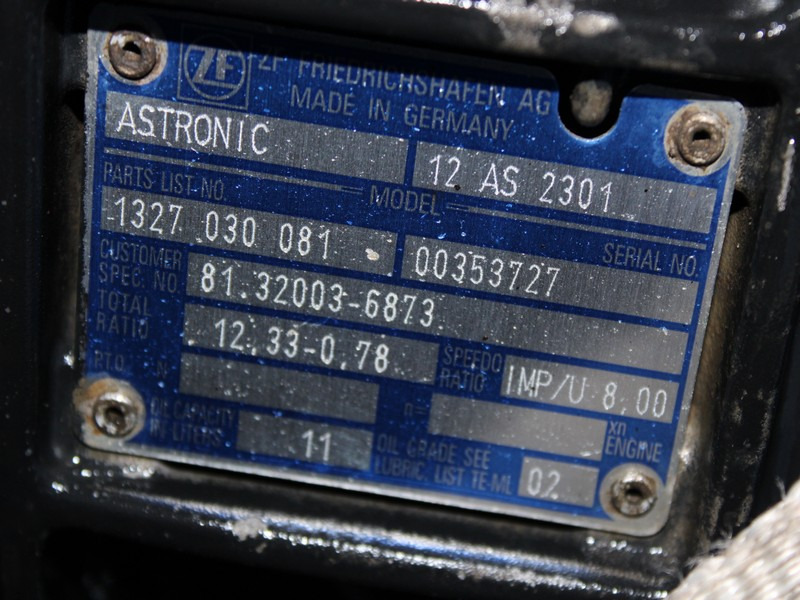 ZF ZF FRIEDRICHSHAFEN AG
MADE IN GERMANY
ASTRONIC 12 AS 2301
PARTS LIST NO. MODEL
1327 030 081 00353727 SERIAL NO.
CUSTOMER SPEC. NO. 81.32003-6873
TOTAL RATIO 12.33-0,78 SPEEDO RATIO IMP/U 8,00
P.T.O. N n= xn ENGINE
OIL CAPACITY IN LITERS 11 OIL GRADE SEE LUBRIC. LIST TE-ML 02